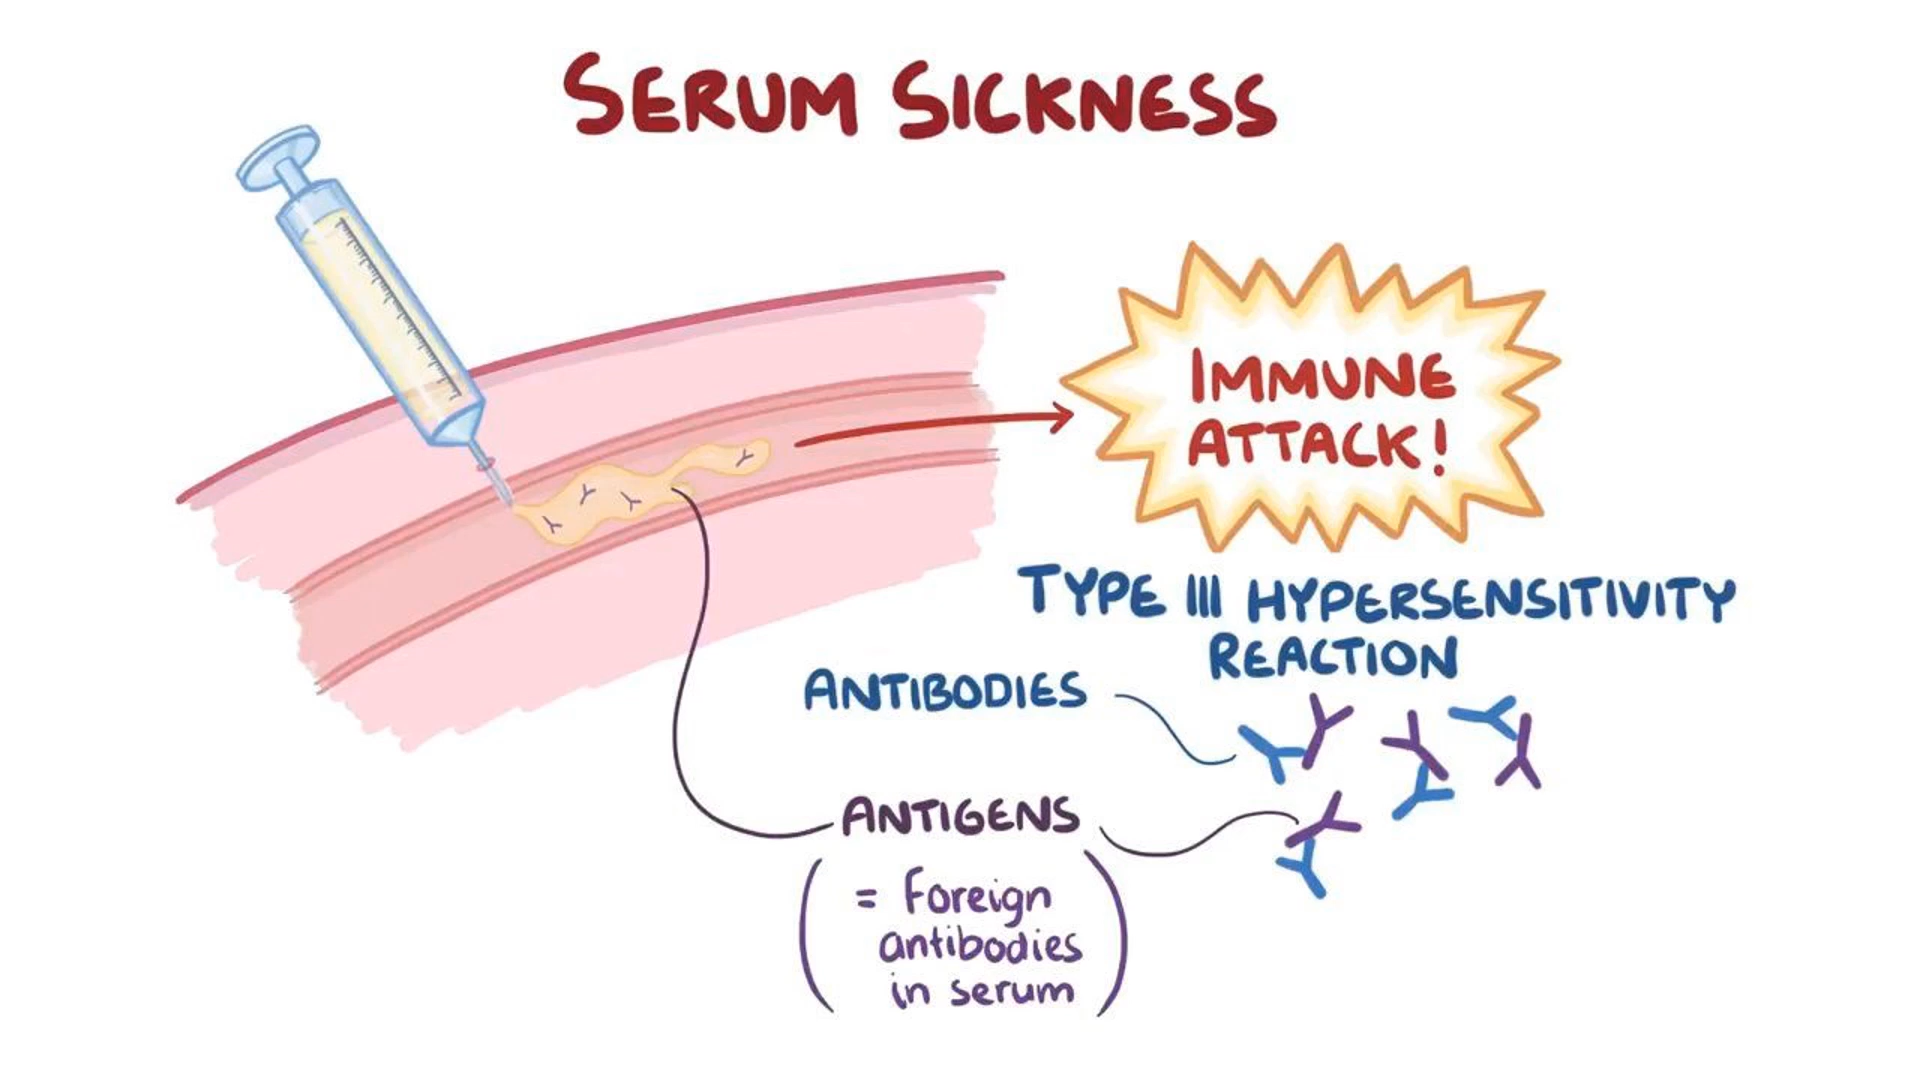 SERUM SICKNESS
IMMUNE
ATTACK!
TYPE III HYPERSENSITIVITY
REACTION
ANTIBODIES
ANTIGENS
(= Foreign
antibodies
in serum)